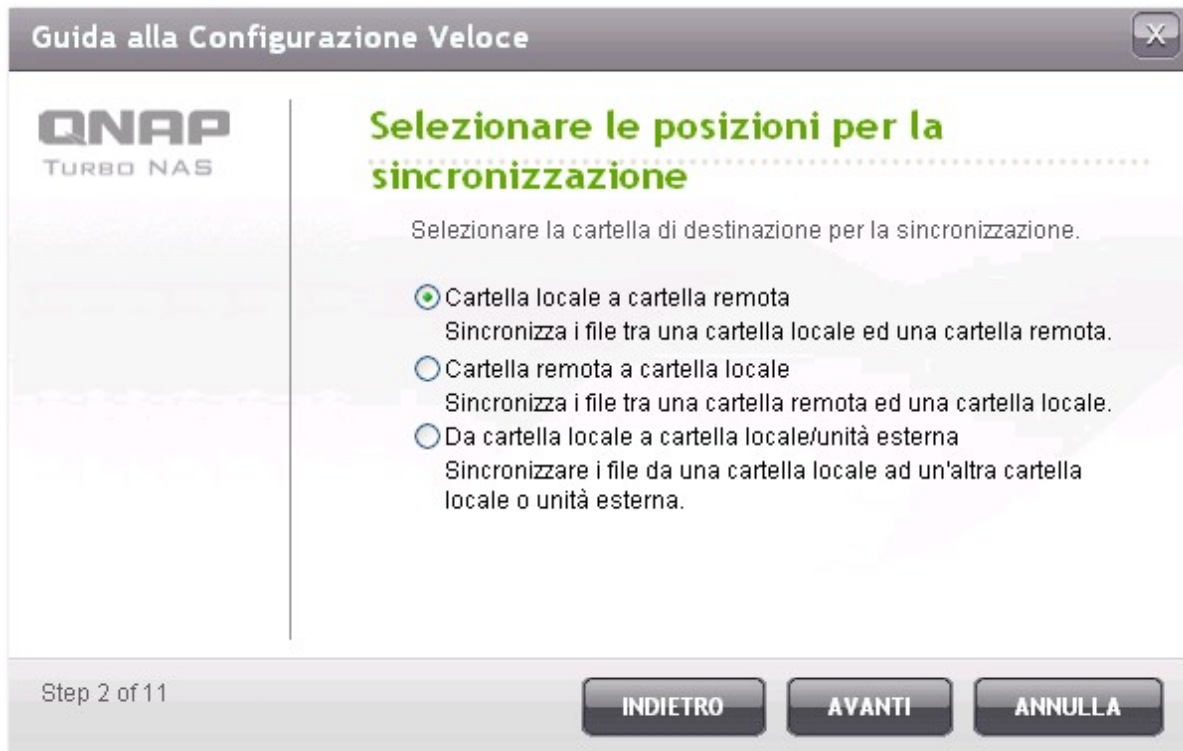 Guida alla Configurazione Veloce
X
QNAP
TURBO NAS
Selezionare le posizioni per la
sincronizzazione
Selezionare la cartella di destinazione per la sincronizzazione.
Cartella locale a cartella remota
Sincronizza i file tra una cartella locale ed una cartella remota.
Cartella remota a cartella locale
Sincronizza i file tra una cartella remota ed una cartella locale.
Da cartella locale a cartella locale/unità esterna
Sincronizzare i file da una cartella locale ad un'altra cartella
locale o unità esterna.
Step 2 of 11
INDIETRO
AVANTI
ANNULLA